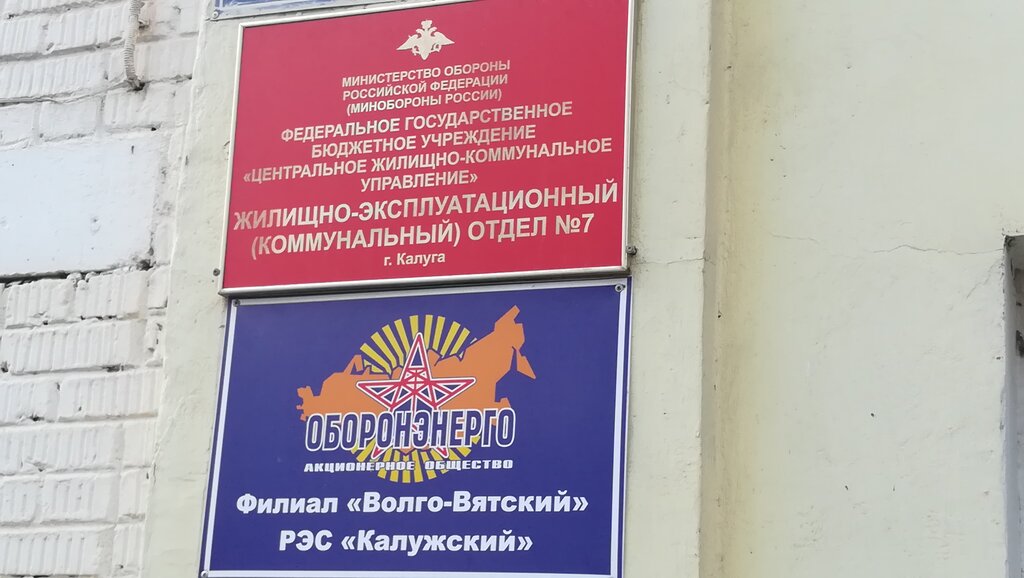 МИНИСТЕРСТВО ОБОРОНЫ
РОССИЙСКОЙ ФЕДЕРАЦИИ
(МИНОБОРОНЫ РОССИИ)
ФЕДЕРАЛЬНОЕ ГОСУДАРСТВЕННОЕ
БЮДЖЕТНОЕ УЧРЕЖДЕНИЕ
«ЦЕНТРАЛЬНОЕ ЖИЛИЩНО-КОММУНАЛЬНОЕ
УПРАВЛЕНИЕ»
ЖИЛИЩНО-ЭКСПЛУАТАЦИОННЫЙ
(КОММУНАЛЬНЫЙ) ОТДЕЛ №7
г. Калуга
ОБОРОНЭНЕРГО
АКЦИОНЕРНОЕ ОБЩЕСТВО
Филиал «Волго-Вятский»
РЭС «Калужский»